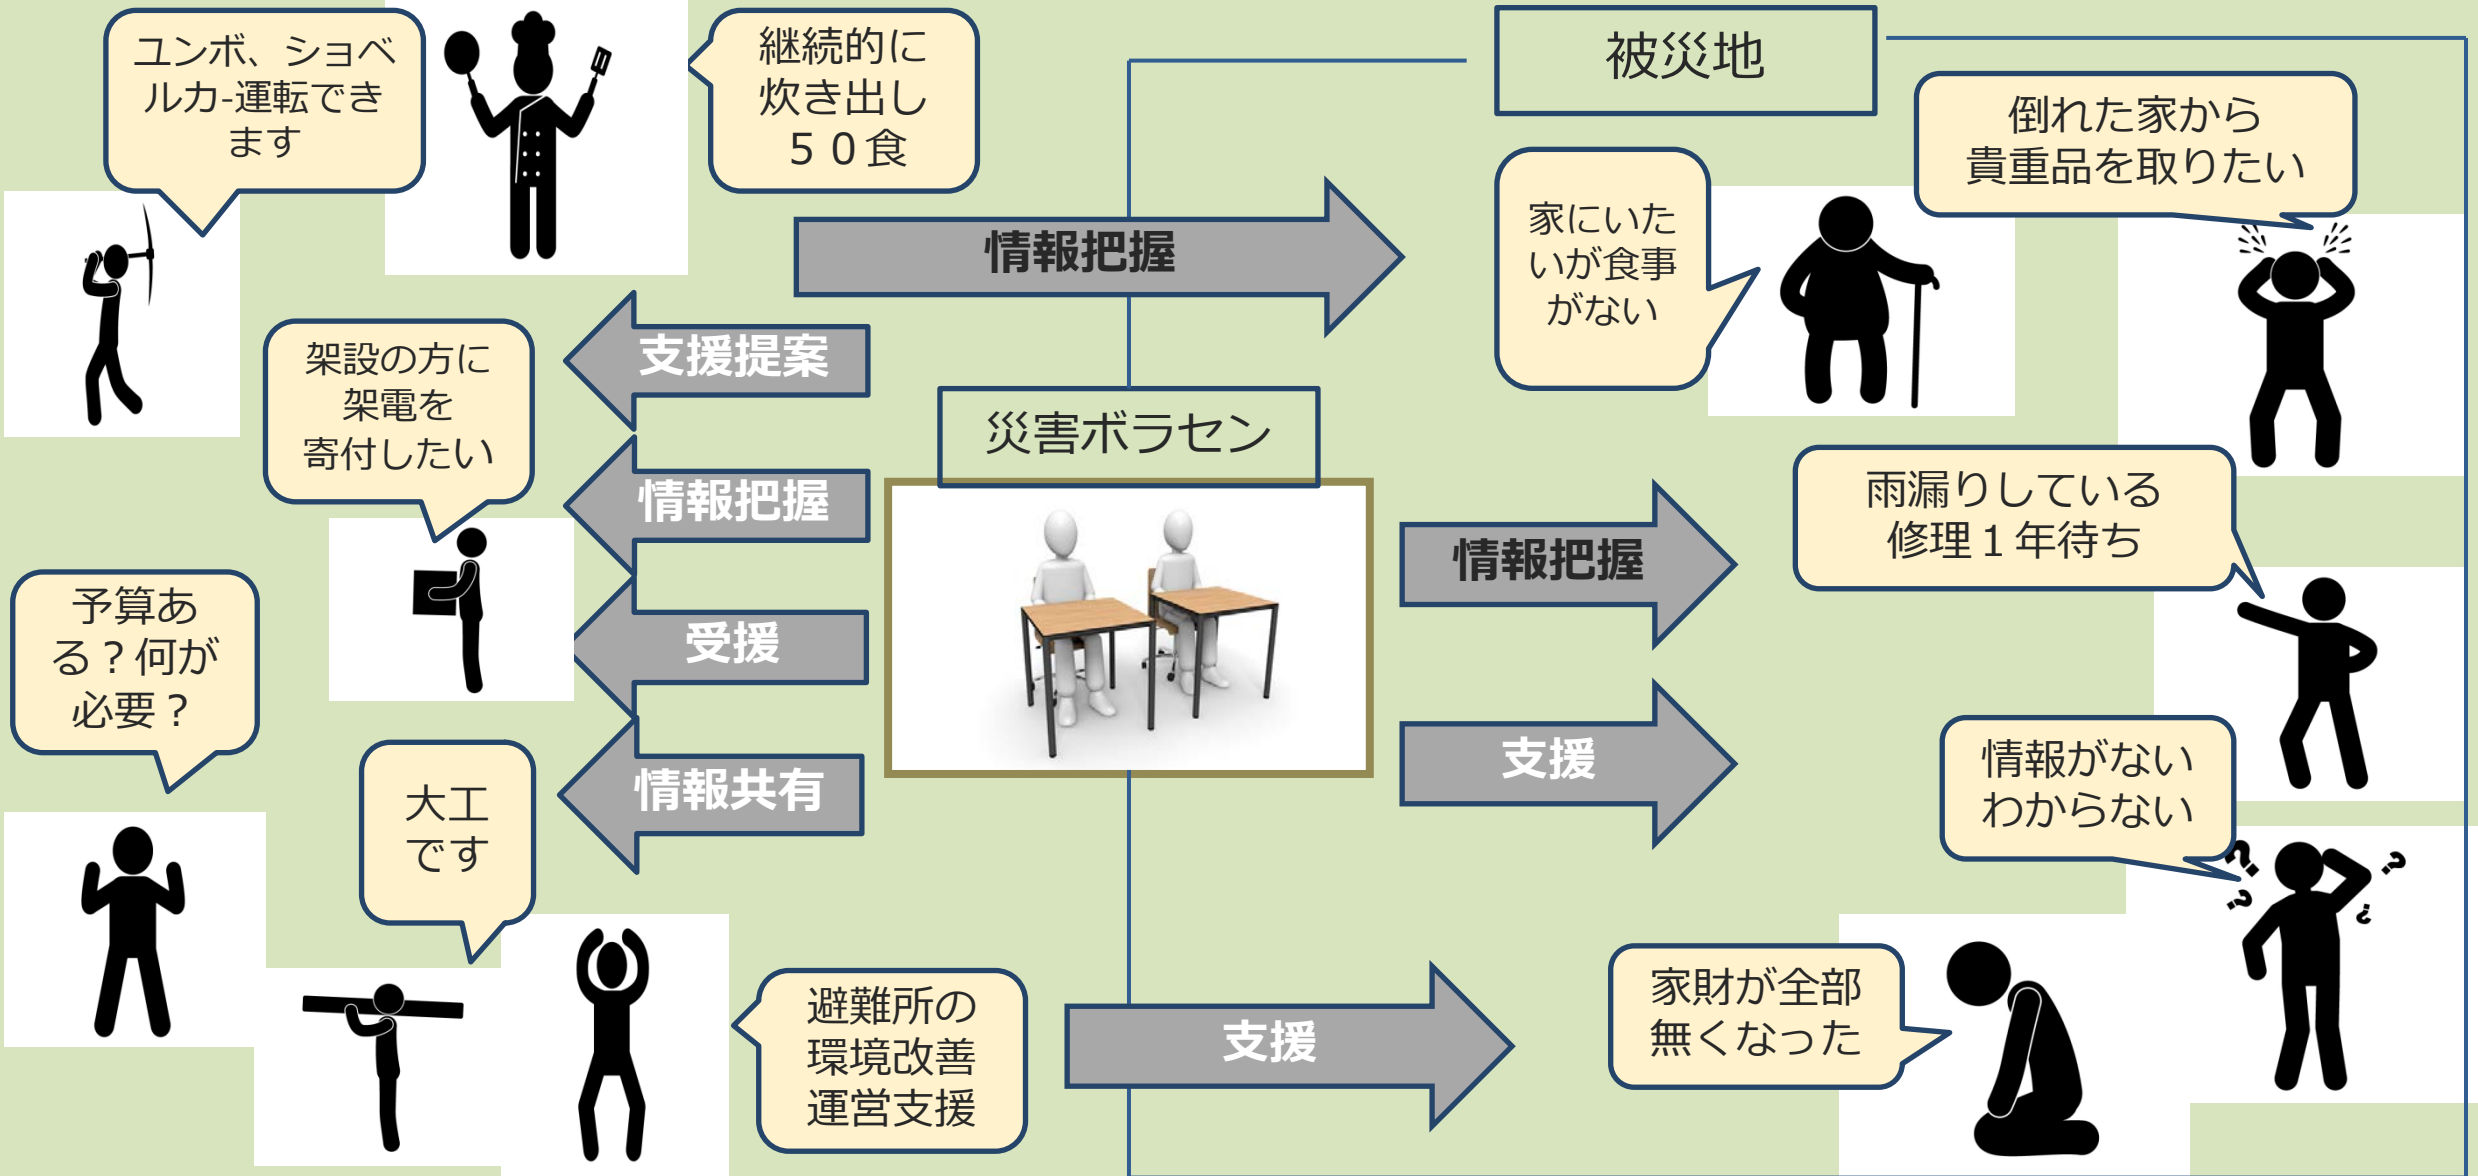 ユンボ、ショベ
ルカ-運転でき
ます
継続的に
炊き出し
５０食
被災地
倒れた家から
貴重品を取りたい
家にいた
いが食事
がない
情報把握
支援提案
架設の方に
架電を
寄付したい
災害ボラセン
情報把握
情報把握
雨漏りしている
修理１年待ち
予算あ
る？何が
必要？
受援
支援
情報共有
情報がない
わからない
大工
です
避難所の
環境改善
運営支援
支援
家財が全部
無くなった